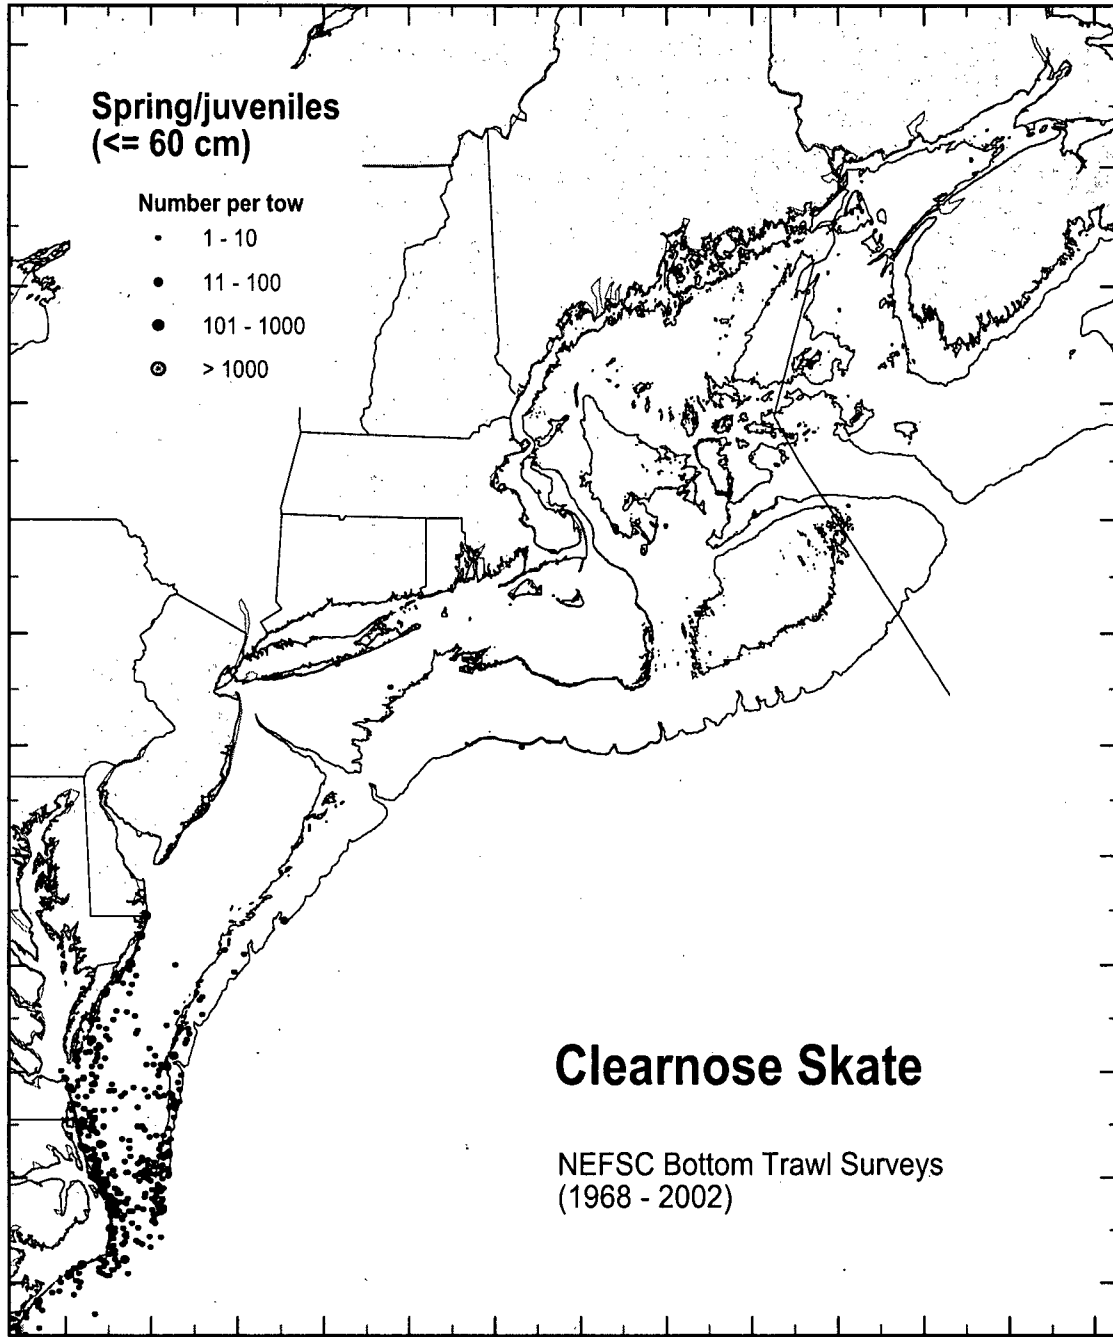 Spring/juveniles
(<= 60 cm)
Number per tow
1 - 10
11 - 100
101 - 1000
> 1000
Clearnose Skate
NEFSC Bottom Trawl Surveys
(1968 - 2002)